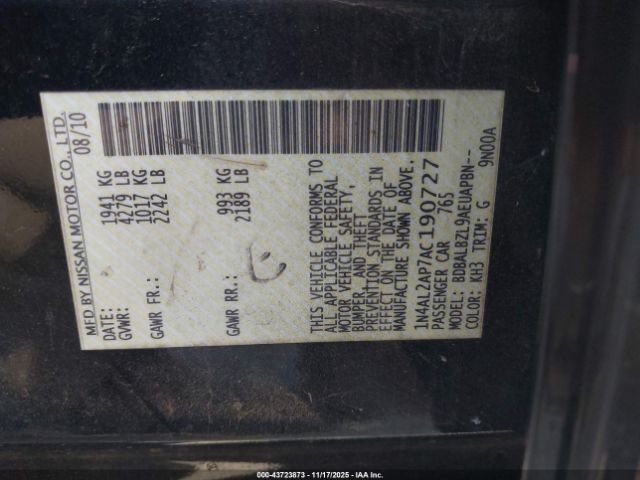 MFD BY NISSAN MOTOR CO., LTD.
DATE: 08/10
GVWR: 1941 KG
4279 LB
GAWR FR.: 1017 KG
2242 LB
GAWR RR.: 993 KG
2189 LB
THIS VEHICLE CONFORMS TO
ALL APPLICABLE FEDERAL
MOTOR VEHICLE SAFETY,
BUMPER, AND THEFT
PREVENTION STANDARDS IN
EFFECT ON THE DATE OF
MANUFACTURE SHOWN ABOVE.
1N4AL2AP7AC190727
PASSENGER CAR 765
MODEL: BDBALBZL9AEUAPBN--
COLOR: KH3 TRIM: G 9N00A
000-43723873 - 11/17/2025 - IAA Inc.